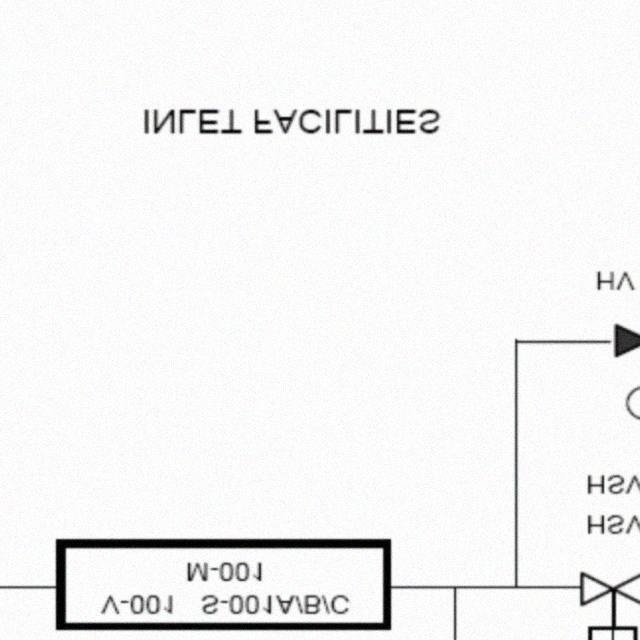 INLET FACILITIES
HV
HSV
HSV
M-001
V-001 S-001A/B/C